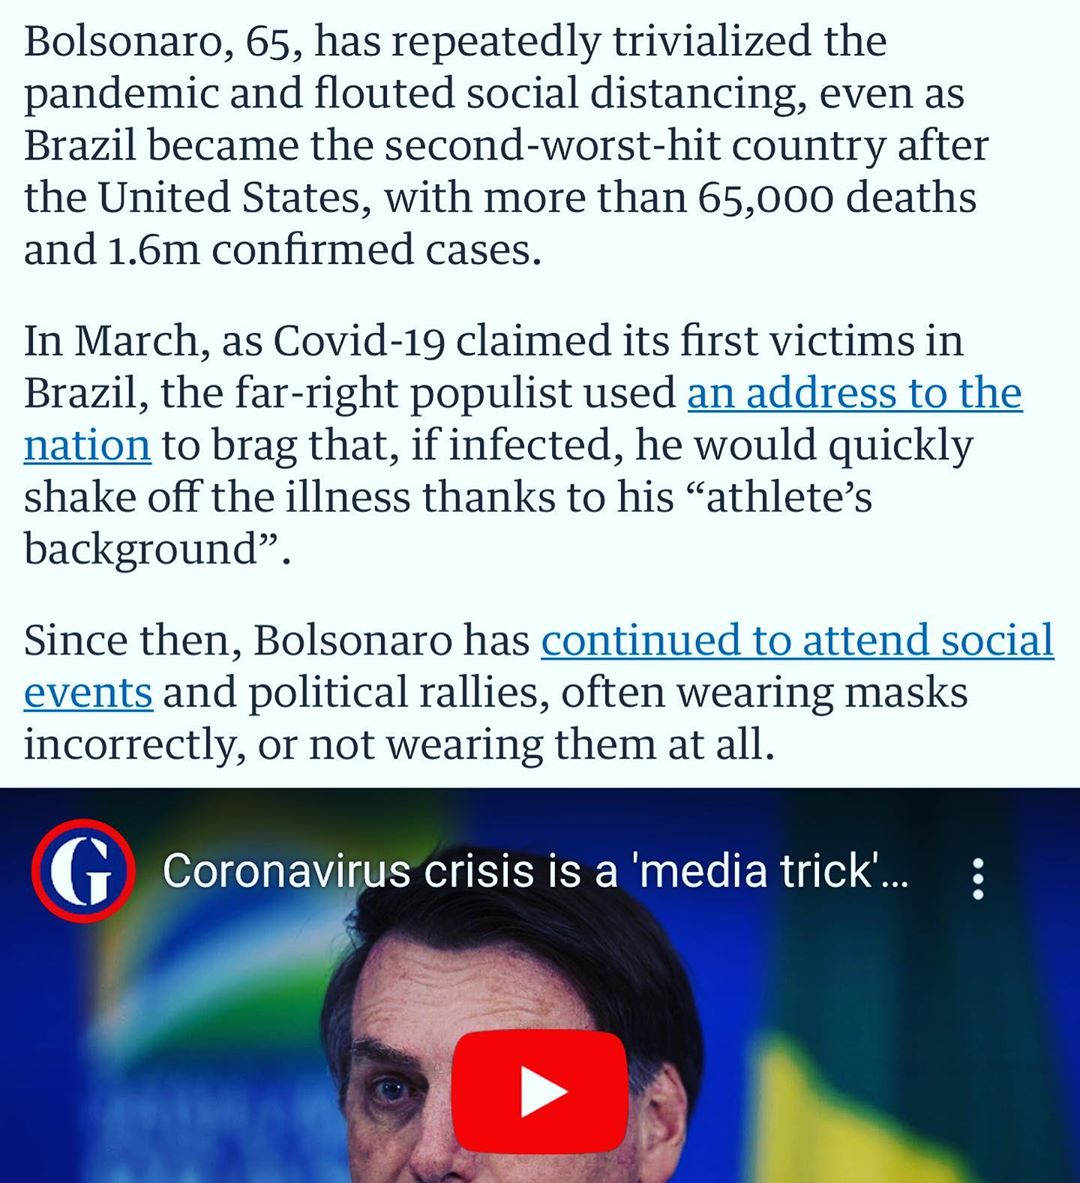 Bolsonaro, 65, has repeatedly trivialized the
pandemic and flouted social distancing, even as
Brazil became the second-worst-hit country after
the United States, with more than 65,000 deaths
and 1.6m confirmed cases.
In March, as Covid-19 claimed its first victims in
Brazil, the far-right populist used an address to the
nation to brag that, if infected, he would quickly
shake off the illness thanks to his “athlete’s
background”.
Since then, Bolsonaro has continued to attend social
events and political rallies, often wearing masks
incorrectly, or not wearing them at all.
G Coronavirus crisis is a 'media trick'...